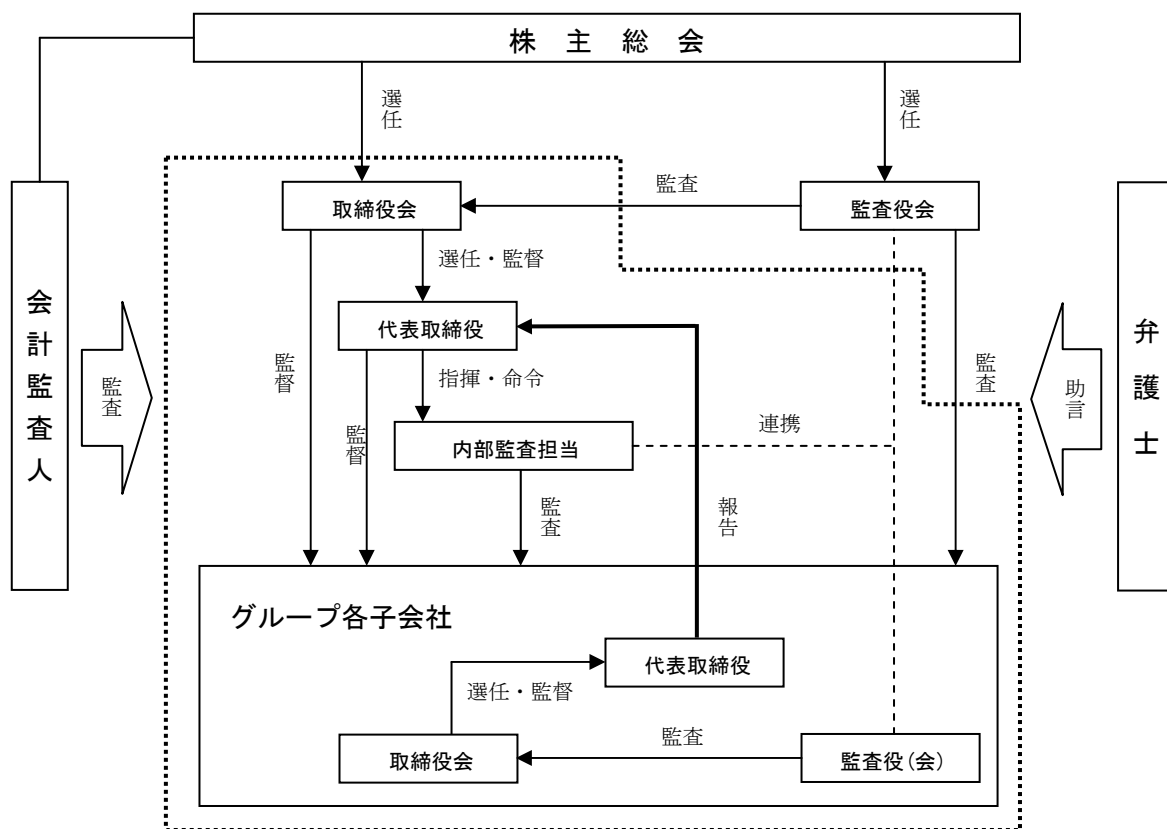 株主総会
選任
選任
取締役会
監査
監査役会
選任・監督
会計監査人
監査
代表取締役
監督
指揮・命令
監督
監査
助言
弁護士
内部監査担当
連携
監査
報告
グループ各子会社
代表取締役
選任・監督
取締役会
監査
監査役(会)